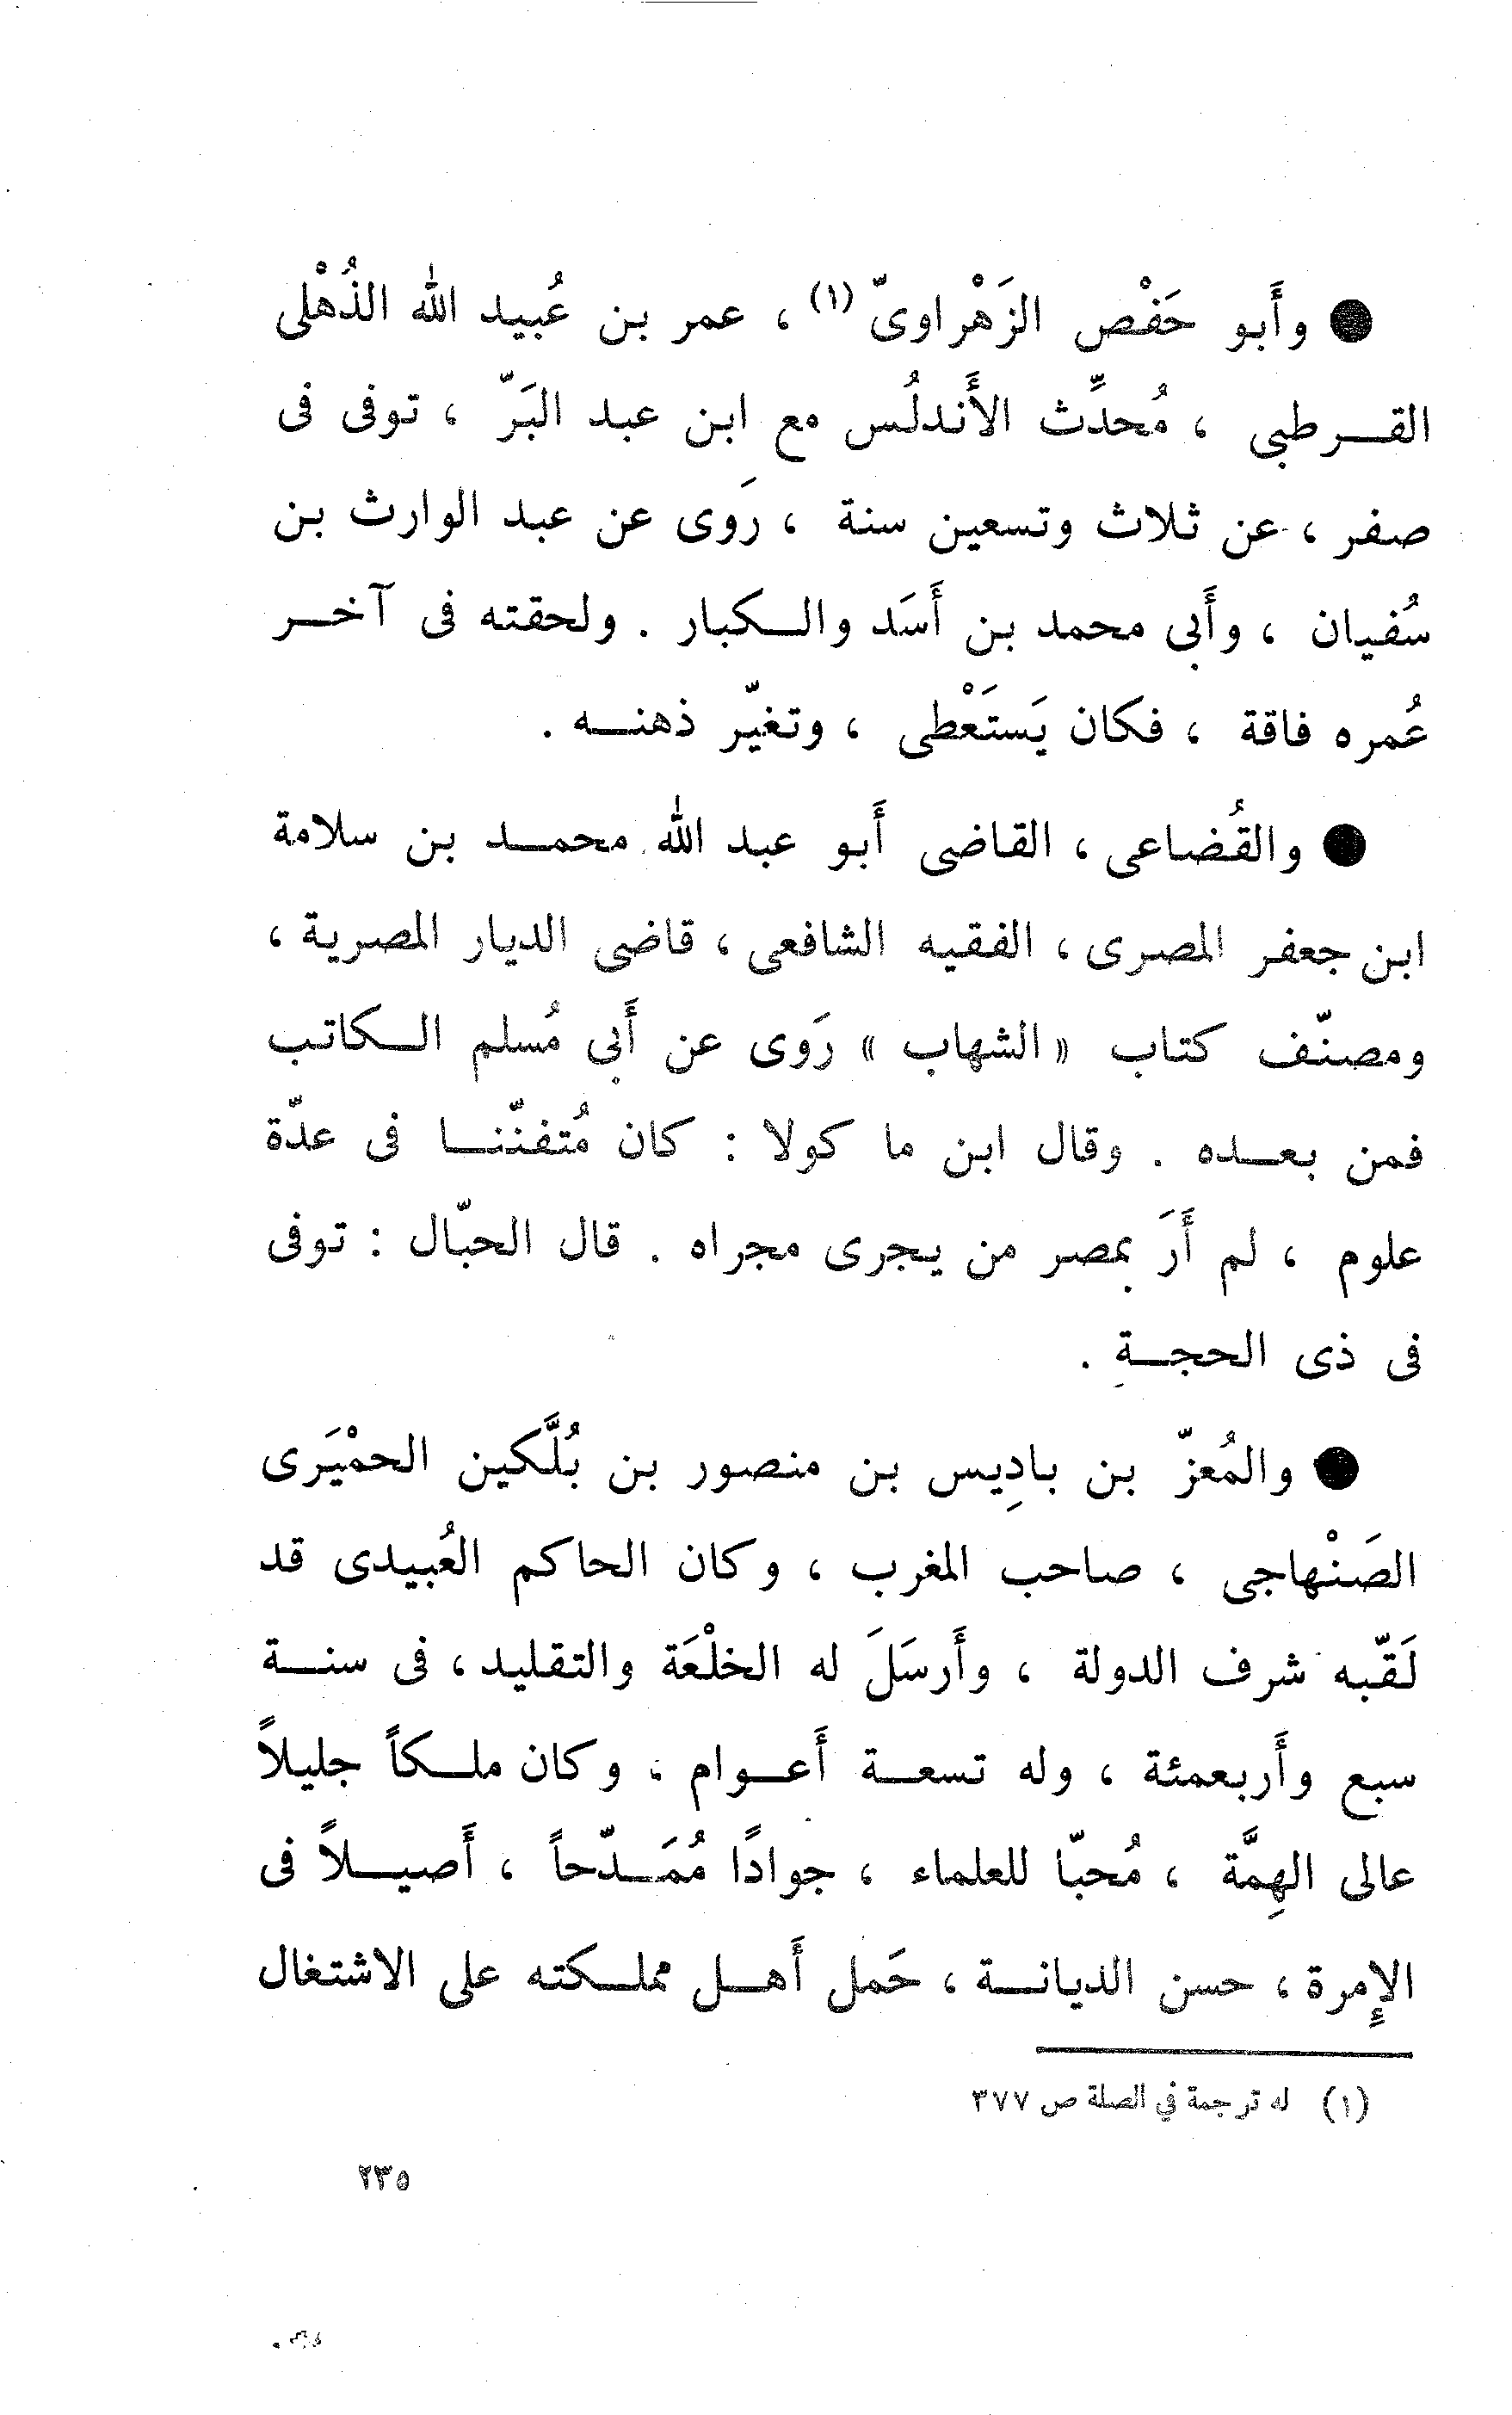 ● وأَبو حَفْص الزَهْراوىّ (١) ، عمر بن عُبيد الله الذُهْلى
القرطبى ، مُحدِّث الأَندلُس مع ابن عبد البَرّ ، توفى فى
صفر ، عن ثلاث وتسعين سنة ، رَوى عن عبد الوارث بن
سُفيان ، وأَبى محمد بن أَسَد والكبار . ولحقته فى آخر
عُمره فاقة ، فكان يَستَعْطى ، وتغيّر ذهنه .
● والقُضاعى ، القاضى أَبو عبد الله محمد بن سلامة
ابن جعفر المصرى ، الفقيه الشافعى ، قاضى الديار المصرية ،
ومصنّف كتاب « الشهاب » رَوى عن أَبى مُسلم الكاتب
فمن بعده . وقال ابن ما كولا : كان مُتفنّنا فى عدّة
علوم ، لم أَرَ بمصر من يجرى مجراه . قال الحبّال : توفى
فى ذى الحجةِ .
● والمُعزّ بن بادِيس بن منصور بن بُلَّكين الحمْيَرى
الصَنْهاجى ، صاحب المغرب ، وكان الحاكم العُبيدى قد
لَقّبه شرف الدولة ، وأَرسَلَ له الخلْعَة والتقليد ، فى سنة
سبع وأَربعمئة ، وله تسعة أَعوام ، وكان ملكاً جليلاً
عالى الهِمَّة ، مُحبّا للعلماء ، جوادًا مُمَدّحاً ، أَصيلاً فى
الإِمرة ، حسن الديانة ، حَمل أَهل مملكته على الاشتغال
(١) له ترجمة في الصلة ص ٣٧٧
٢٣٥